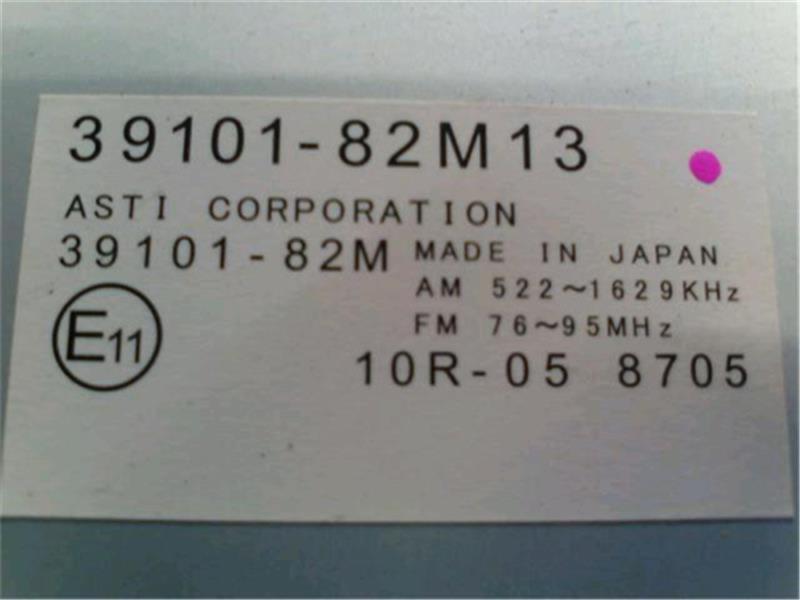 39101-82M13
ASTI CORPORATION
39101-82M
MADE IN JAPAN
AM 522~1629KHz
FM 76~95MHz
E11
10R-05 8705